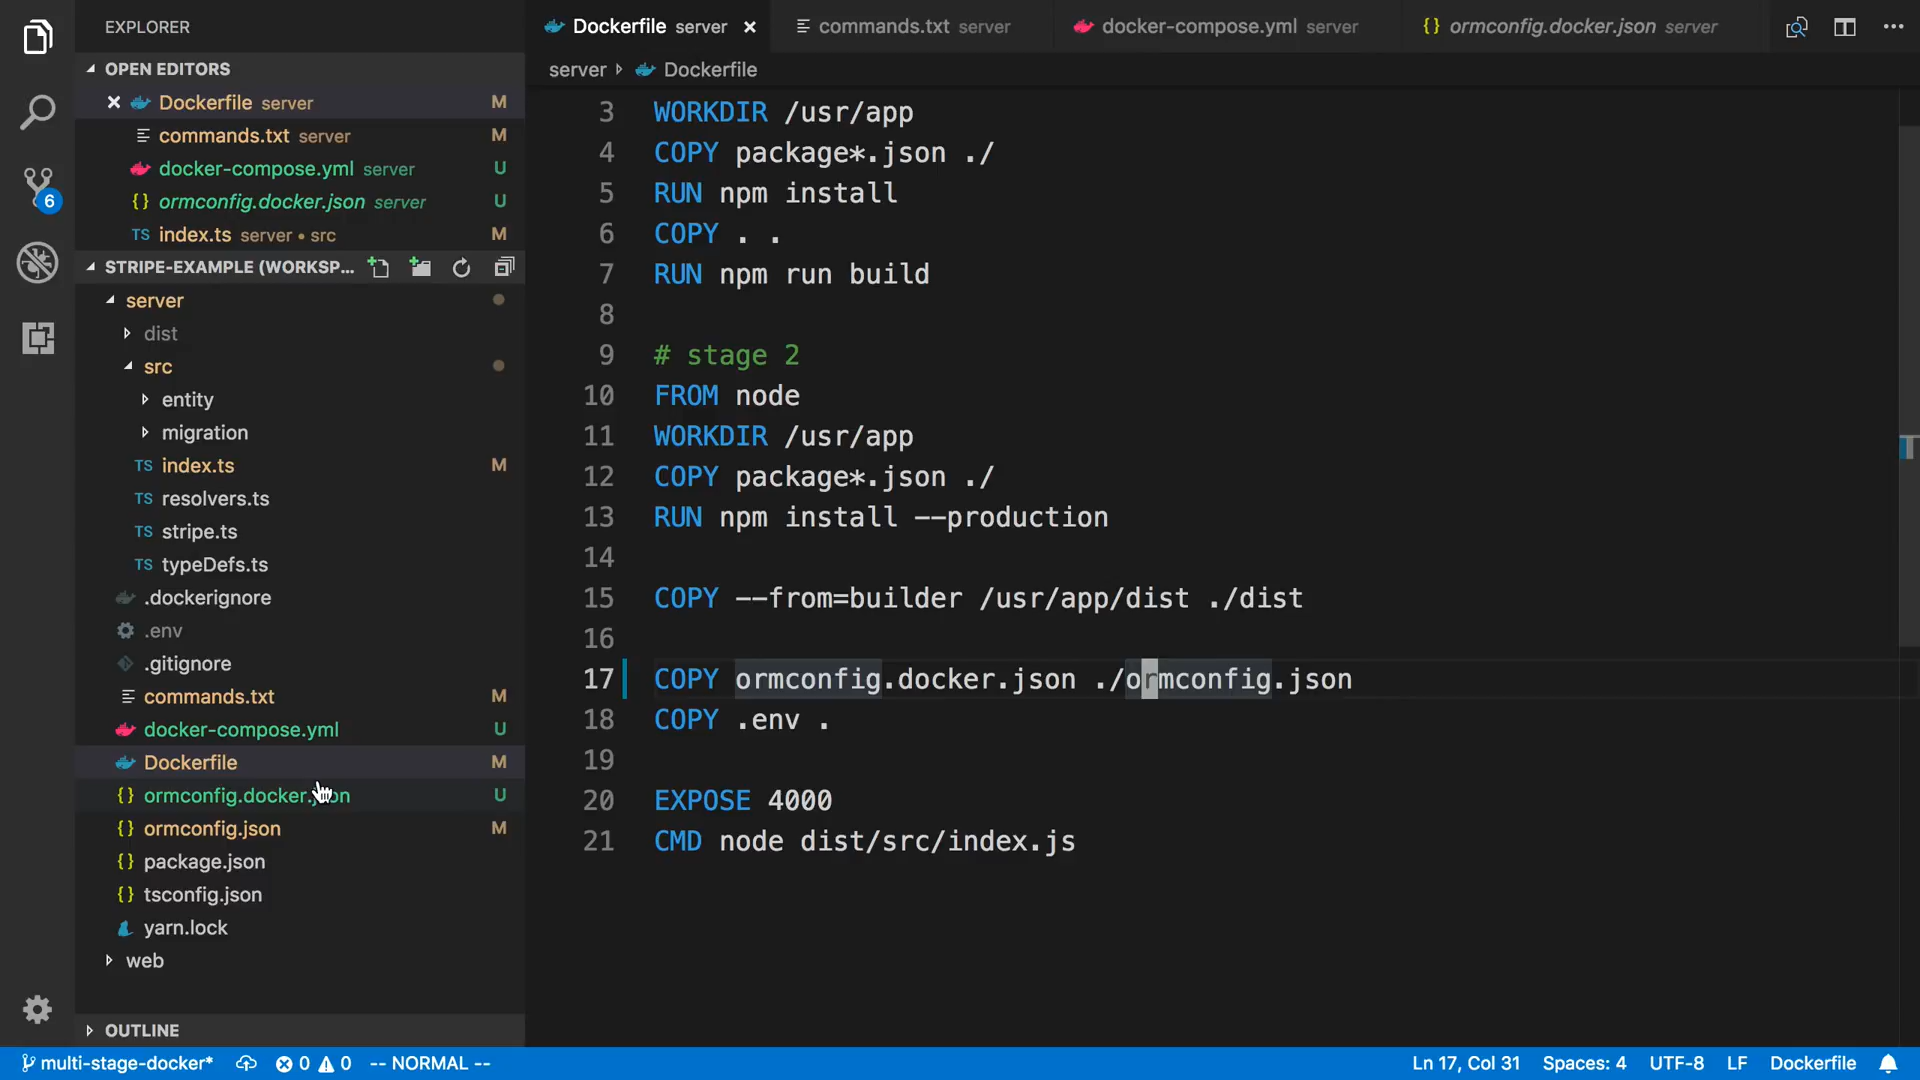 EXPLORER
OPEN EDITORS
Dockerfile server M
commands.txt server M
docker-compose.yml server U
ormconfig.docker.json server U
TS index.ts server • src M
STRIPE-EXAMPLE (WORKSP...
server
dist
src
entity
migration
TS index.ts M
TS resolvers.ts
TS stripe.ts
TS typeDefs.ts
.dockerignore
.env
.gitignore
commands.txt M
docker-compose.yml U
Dockerfile M
{} ormconfig.docker.json U
{} ormconfig.json M
{} package.json
{} tsconfig.json
yarn.lock
web
OUTLINE
6
Dockerfile server
commands.txt server
docker-compose.yml server
{} ormconfig.docker.json server
server Dockerfile
3 WORKDIR /usr/app
4 COPY package*.json ./
5 RUN npm install
6 COPY . .
7 RUN npm run build
8
9 # stage 2
10 FROM node
11 WORKDIR /usr/app
12 COPY package*.json ./
13 RUN npm install --production
14
15 COPY --from=builder /usr/app/dist ./dist
16
17 COPY ormconfig.docker.json ./ormconfig.json
18 COPY .env .
19
20 EXPOSE 4000
21 CMD node dist/src/index.js
multi-stage-docker* 0 0 -- NORMAL -- Ln 17, Col 31 Spaces: 4 UTF-8 LF Dockerfile